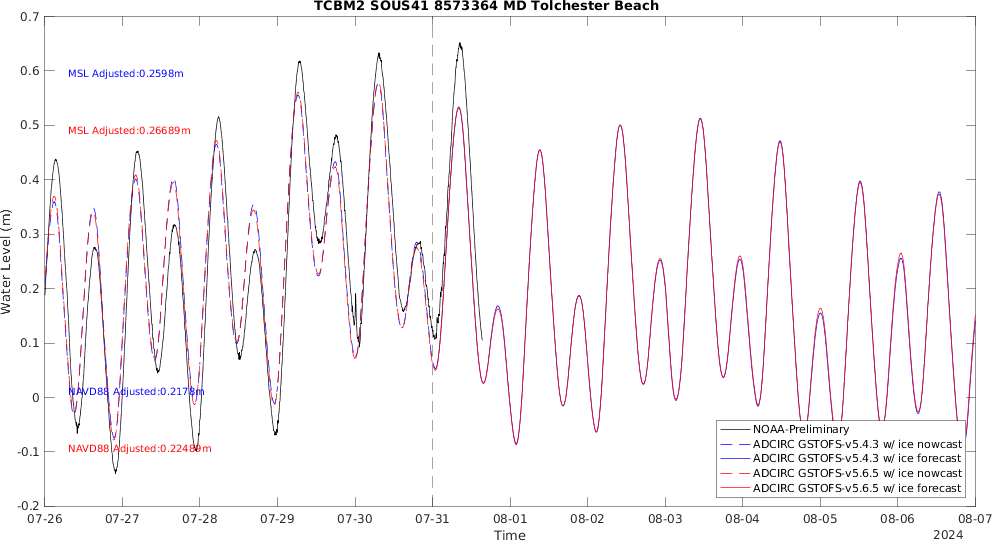 TCBM2 SOUS41 8573364 MD Tolchester Beach
Water Level (m)
0.7
0.6
0.5
0.4
0.3
0.2
0.1
0
-0.1
-0.2
MSL Adjusted:0.2598m
MSL Adjusted:0.26689m
NAVD88 Adjusted:0.2178m
NAVD88 Adjusted:0.22489m
NOAA-Preliminary
ADCIRC GSTOFS-v5.4.3 w/ ice nowcast
ADCIRC GSTOFS-v5.4.3 w/ ice forecast
ADCIRC GSTOFS-v5.6.5 w/ ice nowcast
ADCIRC GSTOFS-v5.6.5 w/ ice forecast
07-26 07-27 07-28 07-29 07-30 07-31 08-01 08-02 08-03 08-04 08-05 08-06 08-07
Time
2024